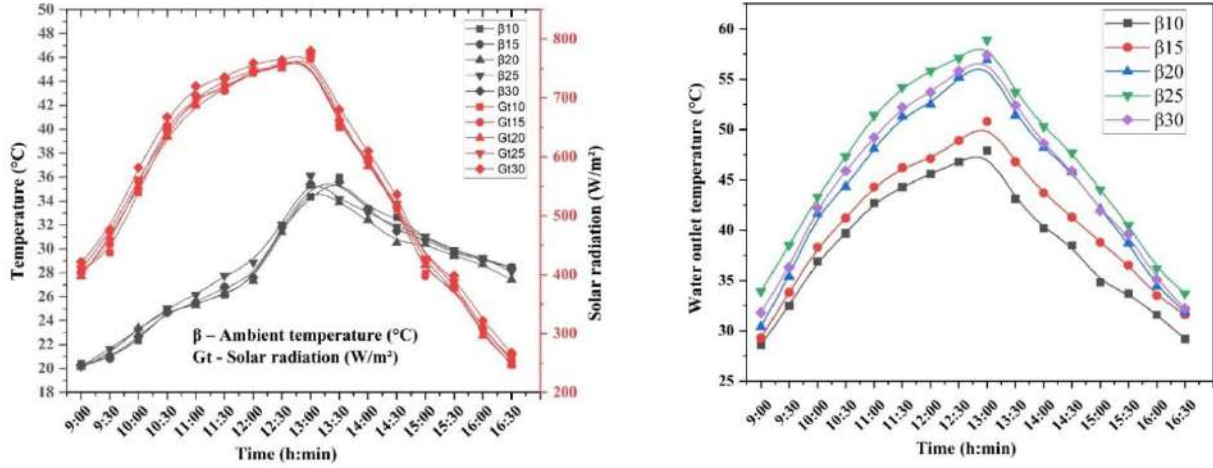 Temperature (°C)
50
48
46
44
42
40
38
36
34
32
30
28
26
24
22
20
18
β10
β15
β20
β25
β30
Gt10
Gt15
Gt20
Gt25
Gt30
β – Ambient temperature (°C)
Gt - Solar radiation (W/m²)
800
700
600
500
400
300
200
Solar radiation (W/m²)
9:00
9:30
10:00
10:30
11:00
11:30
12:00
12:30
13:00
13:30
14:00
14:30
15:00
15:30
16:00
16:30
Time (h:min)
Water outlet temperature (°C)
60
55
50
45
40
35
30
25
β10
β15
β20
β25
β30
9:00
9:30
10:00
10:30
11:00
11:30
12:00
12:30
13:00
13:30
14:00
14:30
15:00
15:30
16:00
16:30
Time (h:min)